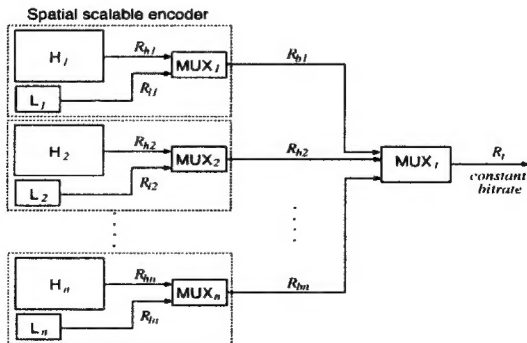 Spatial scalable encoder
H1
Rh1
MUX1
Rb1
L1
Rl1
H2
Rh2
MUX2
Rh2
L2
Rl2
MUXt
Rt
constant
bitrate
Hn
Rhn
MUXn
Rbn
Ln
Rln